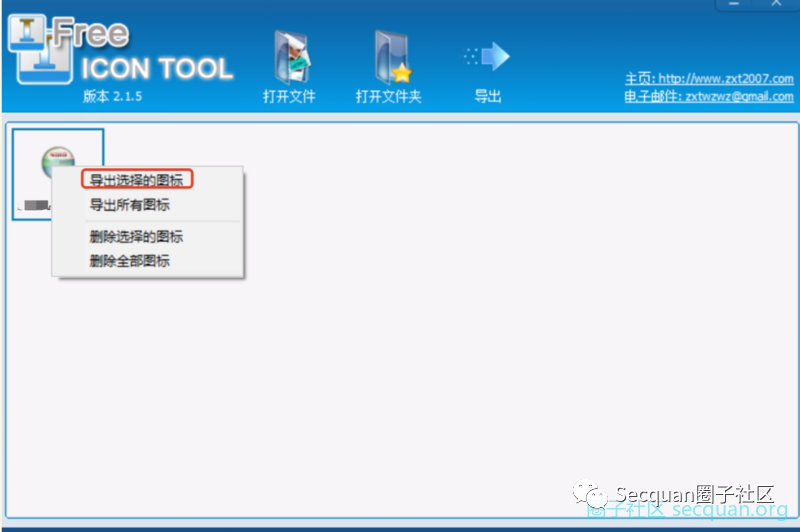 Free
ICON TOOL
版本 2.1.5
打开文件
打开文件夹
导出
主页: http://www.zxt2007.com
电子邮件: zxtwzwz@gmail.com
导出选择的图标
导出所有图标
删除选择的图标
删除全部图标
Secquan圈子社区
圈子社区 secquan.org